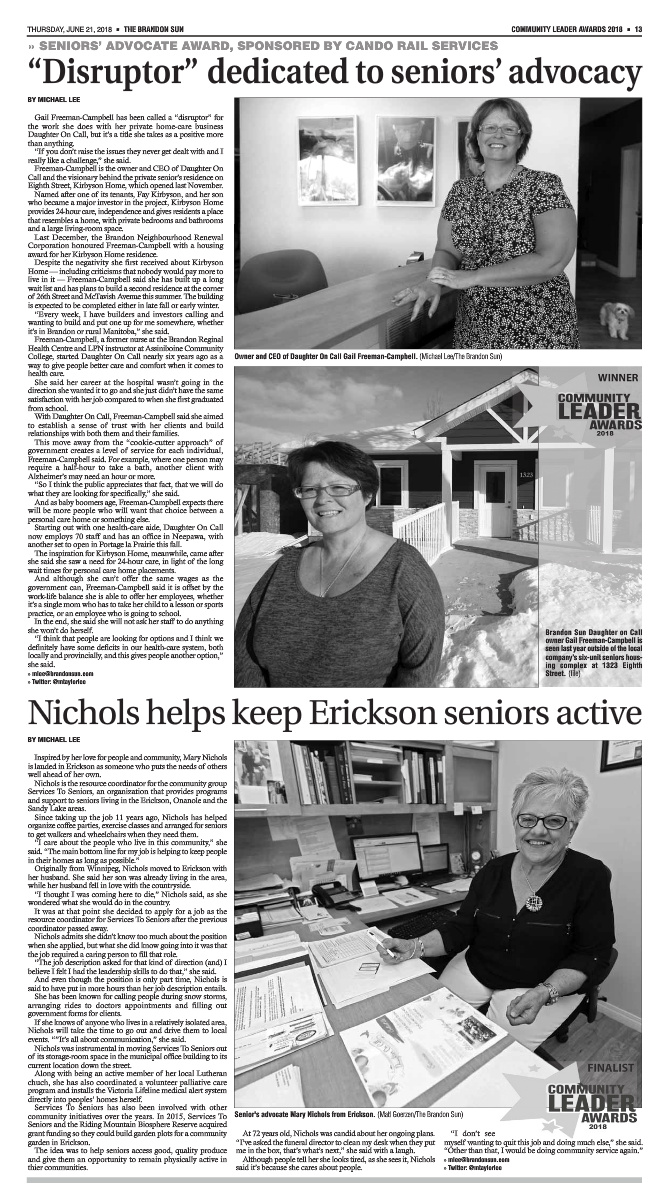 THURSDAY, JUNE 21, 2018 ▪ THE BRANDON SUN
COMMUNITY LEADER AWARDS 2018 ▪ 13
» SENIORS’ ADVOCATE AWARD, SPONSORED BY CANDO RAIL SERVICES
“Disruptor” dedicated to seniors’ advocacy
BY MICHAEL LEE
Gail Freeman-Campbell has been called a “disruptor” for
the work she does with her private home-care business
Daughter On Call, but it’s a title she takes as a positive more
than anything.
“If you don’t raise the issues they never get dealt with and I
really like a challenge,” she said.
Freeman-Campbell is the owner and CEO of Daughter On
Call and the visionary behind the private senior’s residence on
Eighth Street, Kirbyson Home, which opened last November.
Named after one of its tenants, Fay Kirbyson, and her son
who became a major investor in the project, Kirbyson Home
provides 24-hour care, independence and gives residents a place
that resembles a home, with private bedrooms and bathrooms
and a large living-room space.
Last December, the Brandon Neighbourhood Renewal
Corporation honoured Freeman-Campbell with a housing
award for her Kirbyson Home residence.
Despite the negativity she first received about Kirbyson
Home — including criticisms that nobody would pay more to
live in it — Freeman-Campbell said she has built up a long
wait list and has plans to build a second residence at the corner
of 26th Street and McTavish Avenue this summer. The building
is expected to be completed either in late fall or early winter.
“Every week, I have builders and investors calling and
wanting to build and put one up for me somewhere, whether
it’s in Brandon or rural Manitoba,” she said.
Freeman-Campbell, a former nurse at the Brandon Reginal
Health Centre and LPN instructor at Assiniboine Community
College, started Daughter On Call nearly six years ago as a
way to give people better care and comfort when it comes to
health care.
She said her career at the hospital wasn’t going in the
direction she wanted it to go and she just didn’t have the same
satisfaction with her job compared to when she first graduated
from school.
With Daughter On Call, Freeman-Campbell said she aimed
to establish a sense of trust with her clients and build
relationships with both them and their families.
This move away from the “cookie-cutter approach” of
government creates a level of service for each individual,
Freeman-Campbell said. For example, where one person may
require a half-hour to take a bath, another client with
Alzheimer’s may need an hour or more.
“So I think the public appreciates that fact, that we will do
what they are looking for specifically,” she said.
And as baby boomers age, Freeman-Campbell expects there
will be more people who will want that choice between a
personal care home or something else.
Starting out with one health-care aide, Daughter On Call
now employs 70 staff and has an office in Neepawa, with
another set to open in Portage la Prairie this fall.
The inspiration for Kirbyson Home, meanwhile, came after
she said she saw a need for 24-hour care, in light of the long
wait times for personal care home placements.
And although she can’t offer the same wages as the
government can, Freeman-Campbell said it is offset by the
work-life balance she is able to offer her employees, whether
it’s a single mom who has to take her child to a lesson or sports
practice, or an employee who is going to school.
In the end, she said she will not ask her staff to do anything
she won’t do herself.
“I think that people are looking for options and I think we
definitely have some deficits in our health-care system, both
locally and provincially, and this gives people another option,”
she said.
» mlee@brandonsun.com
» Twitter: @mtaylorlee
Owner and CEO of Daughter On Call Gail Freeman-Campbell. (Michael Lee/The Brandon Sun)
WINNER
COMMUNITY
LEADER
AWARDS
2018
1323
Brandon Sun Daughter on Call
owner Gail Freeman-Campbell is
seen last year outside of the local
company’s six-unit seniors hous-
ing complex at 1323 Eighth
Street. (File)
Nichols helps keep Erickson seniors active
BY MICHAEL LEE
Inspired by her love for people and community, Mary Nichols
is lauded in Erickson as someone who puts the needs of others
well ahead of her own.
Nichols is the resource coordinator for the community group
Services To Seniors, an organization that provides programs
and support to seniors living in the Erickson, Onanole and the
Sandy Lake areas.
Since taking up the job 11 years ago, Nichols has helped
organize coffee parties, exercise classes and arranged for seniors
to get walkers and wheelchairs when they need them.
“I care about the people who live in this community,” she
said. “The main bottom line for my job is helping to keep people
in their homes as long as possible.”
Originally from Winnipeg, Nichols moved to Erickson with
her husband. She said her son was already living in the area,
while her husband fell in love with the countryside.
“I thought I was coming here to die,” Nichols said, as she
wondered what she would do in the country.
It was at that point she decided to apply for a job as the
resource coordinator for Services To Seniors after the previous
coordinator passed away.
Nichols admits she didn’t know too much about the position
when she applied, but what she did know going into it was that
the job required a caring person to fill that role.
“The job description asked for that kind of direction (and) I
believe I felt I had the leadership skills to do that,” she said.
And even though the position is only part time, Nichols is
said to have put in more hours than her job description entails.
She has been known for calling people during snow storms,
arranging rides to doctors appointments and filling out
government forms for clients.
If she knows of anyone who lives in a relatively isolated area,
Nichols will take the time to go out and drive them to local
events. “”It’s all about communication,” she said.
Nichols was instrumental in moving Services To Seniors out
of its storage-room space in the municipal office building to its
current location down the street.
Along with being an active member of her local Lutheran
chuch, she has also coordinated a volunteer palliative care
program and installs the Victoria Lifeline medical alert system
directly into peoples’ homes herself.
Services To Seniors has also been involved with other
community initiatives over the years. In 2015, Services To
Seniors and the Riding Mountain Biosphere Reserve acquired
grant funding so they could build garden plots for a community
garden in Erickson.
The idea was to help seniors access good, quality produce
and give them an opportunity to remain physically active in
thier communities.
FINALIST
COMMUNITY
LEADER
AWARDS
2018
Senior’s advocate Mary Nichols from Erickson. (Matt Goerzen/The Brandon Sun)
At 72 years old, Nichols was candid about her ongoing plans.
“I’ve asked the funeral director to clean my desk when they put
me in the box, that’s what’s next,” she said with a laugh.
Although people tell her she looks tired, as she sees it, Nichols
said it’s because she cares about people.
“I don’t see
myself wanting to quit this job and doing much else,” she said.
“Other than that, I would be doing community service again.”
» mlee@brandonsun.com
» Twitter: @mtaylorlee